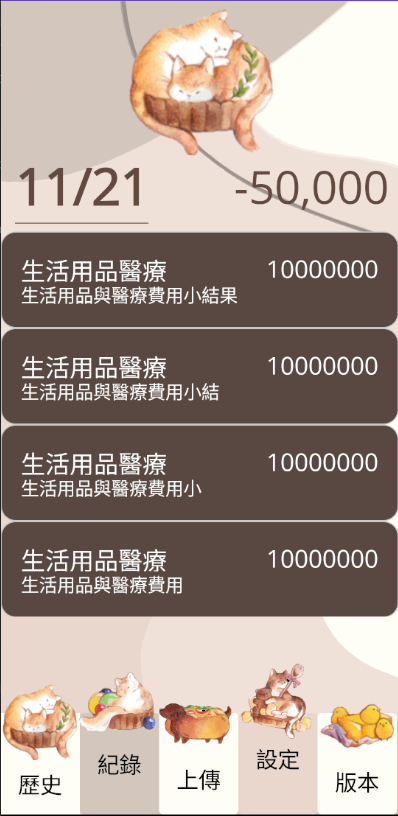 11/21 -50,000
生活用品醫療 10000000
生活用品與醫療費用小結果
生活用品醫療 10000000
生活用品與醫療費用小結
生活用品醫療 10000000
生活用品與醫療費用小
生活用品醫療 10000000
生活用品與醫療費用
歷史 紀錄 上傳 設定 版本